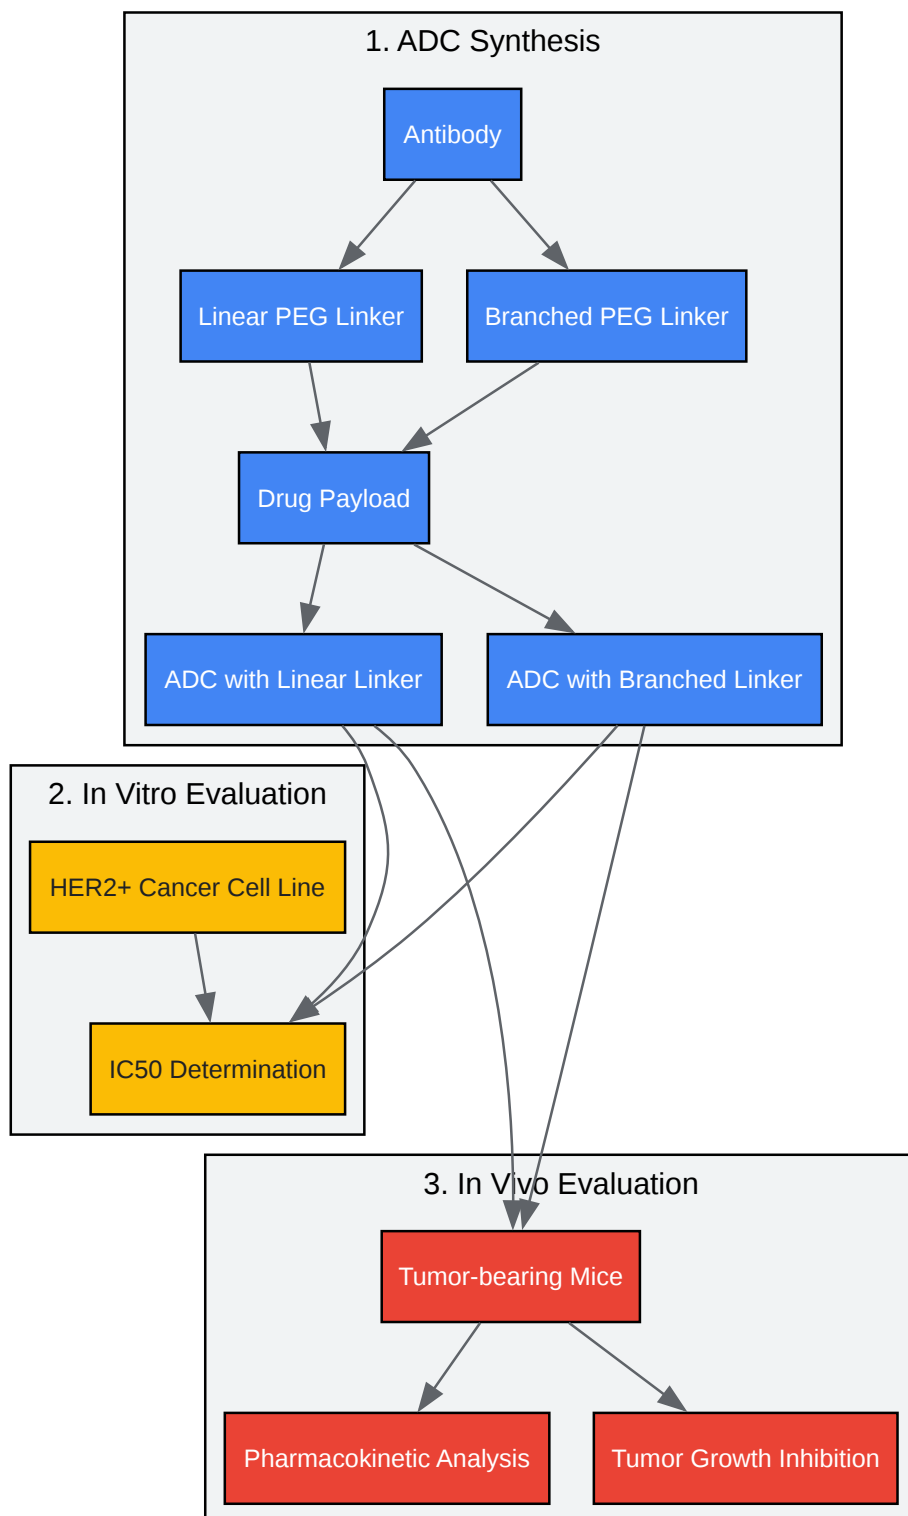 1. ADC Synthesis
Antibody
Linear PEG Linker
Branched PEG Linker
Drug Payload
ADC with Linear Linker
ADC with Branched Linker
2. In Vitro Evaluation
HER2+ Cancer Cell Line
IC50 Determination
3. In Vivo Evaluation
Tumor-bearing Mice
Pharmacokinetic Analysis
Tumor Growth Inhibition